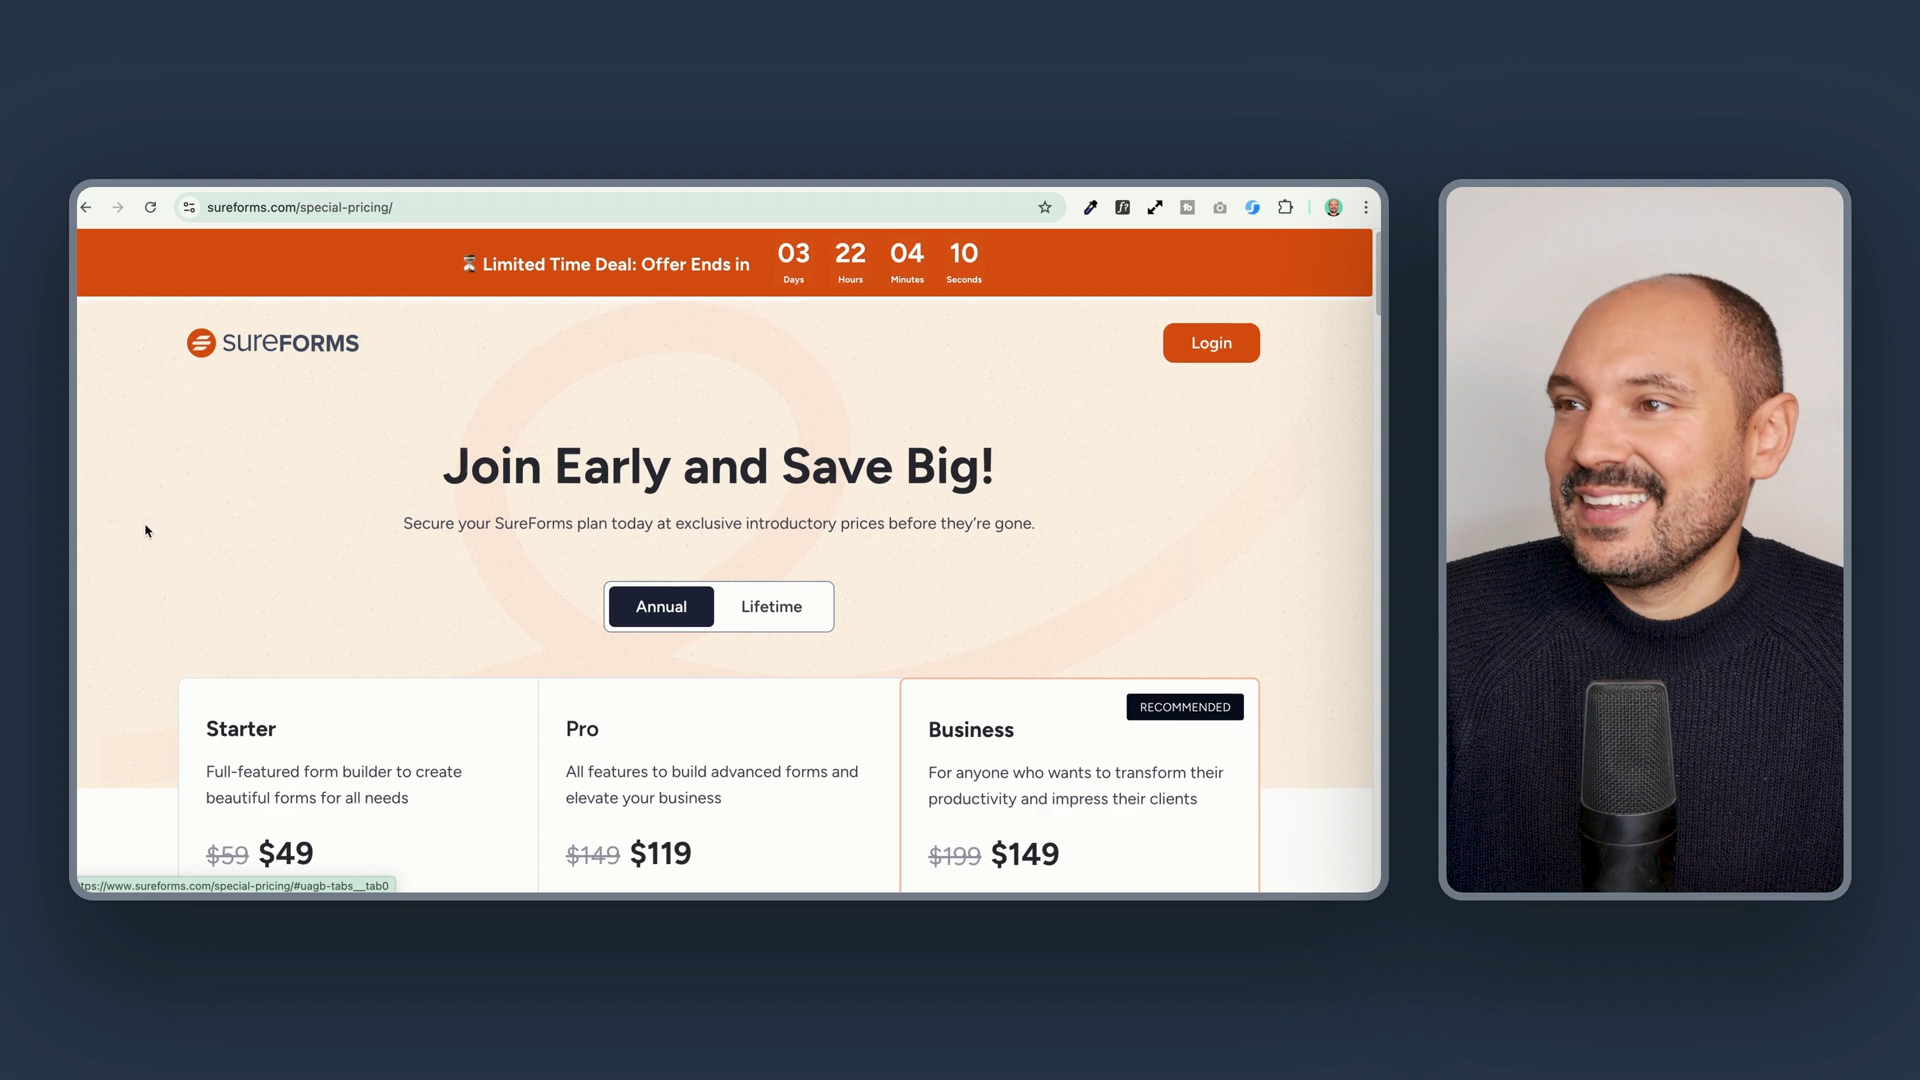 sureforms.com/special-pricing/
Limited Time Deal: Offer Ends in
03 22 04 10
Days Hours Minutes Seconds
sureFORMS
Login
Join Early and Save Big!
Secure your SureForms plan today at exclusive introductory prices before they're gone.
Annual Lifetime
RECOMMENDED
Starter
Full-featured form builder to create
beautiful forms for all needs
$59 $49
Pro
All features to build advanced forms and
elevate your business
$149 $119
Business
For anyone who wants to transform their
productivity and impress their clients
$199 $149
tps://www.sureforms.com/special-pricing/#uagb-tabs__tab0